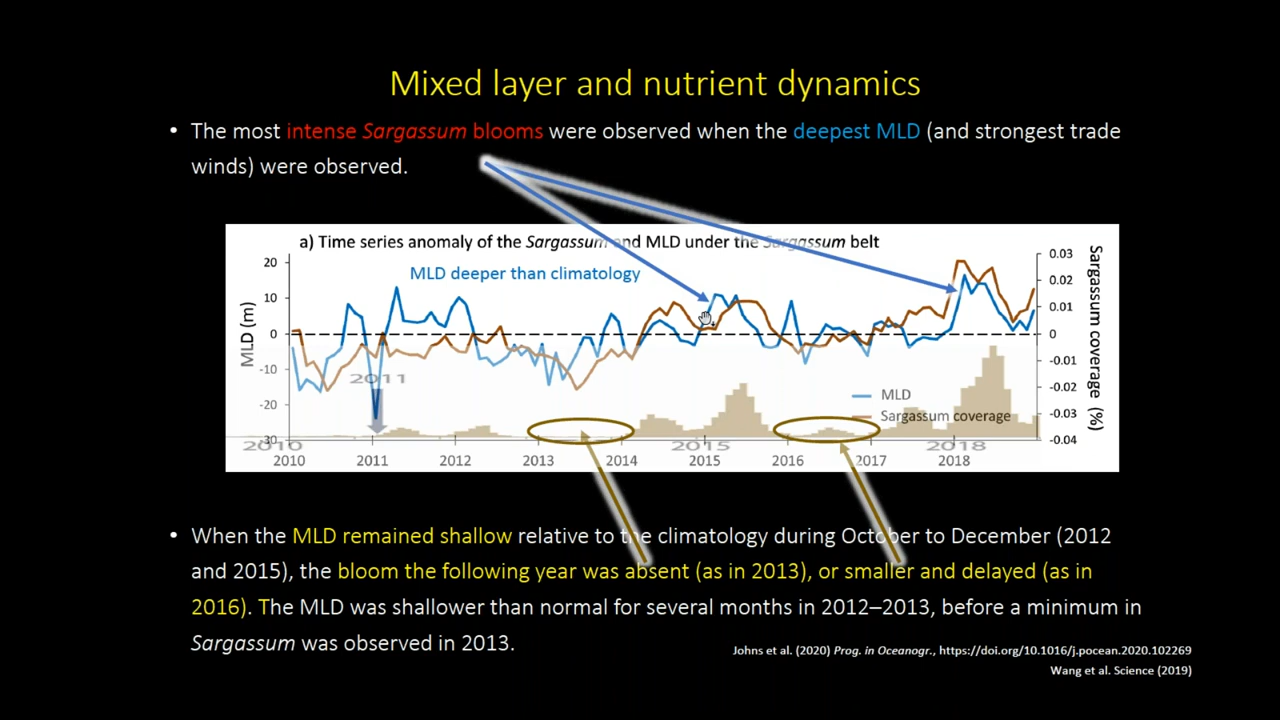 Mixed layer and nutrient dynamics
• The most intense Sargassum blooms were observed when the deepest MLD (and strongest trade
winds) were observed.
a) Time series anomaly of the Sargassum and MLD under the Sargassum belt
MLD deeper than climatology
MLD (m)
20
10
0
-10
-20
-30
0.03
0.02
0.01
0
-0.01
-0.02
-0.03
-0.04
Sargassum coverage (%)
2011
MLD
Sargassum coverage
2010
2015
2018
2010 2011 2012 2013 2014 2015 2016 2017 2018
• When the MLD remained shallow relative to the climatology during October to December (2012
and 2015), the bloom the following year was absent (as in 2013), or smaller and delayed (as in
2016). The MLD was shallower than normal for several months in 2012–2013, before a minimum in
Sargassum was observed in 2013.
Johns et al. (2020) Prog. in Oceanogr., https://doi.org/10.1016/j.pocean.2020.102269
Wang et al. Science (2019)